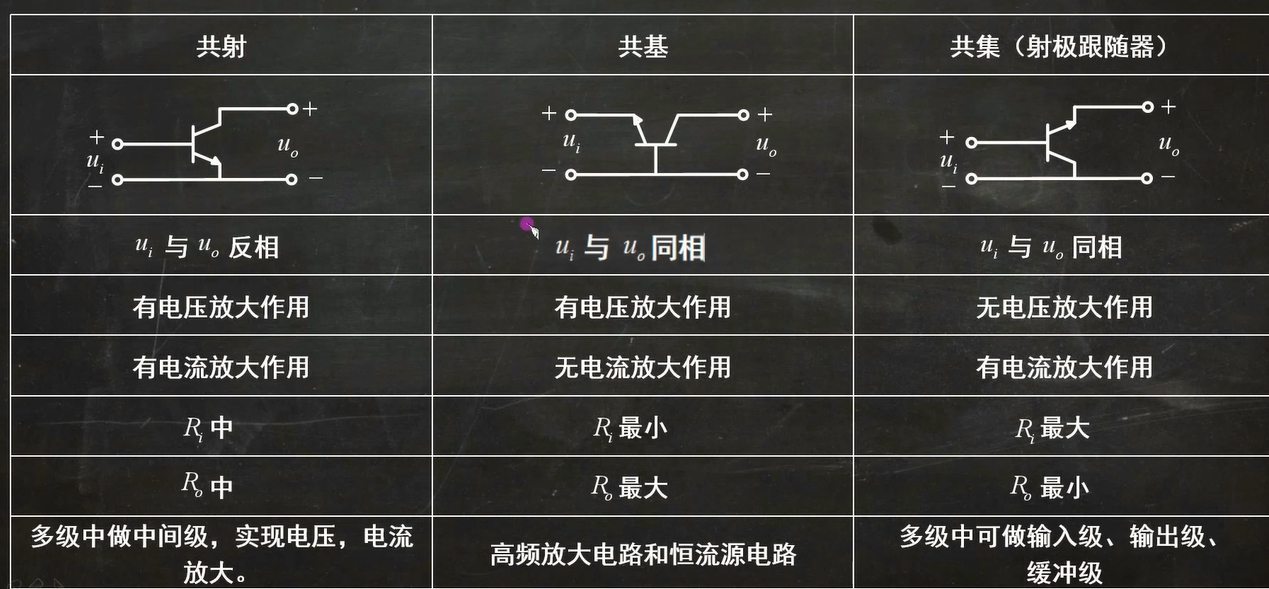 共射 共基 共集（射极跟随器）
+ + + + + +
u_i u_o u_i u_o u_i u_o
− − − − − −
u_i 与 u_o 反相 u_i 与 u_o 同相 u_i 与 u_o 同相
有电压放大作用 有电压放大作用 无电压放大作用
有电流放大作用 无电流放大作用 有电流放大作用
R_i 中 R_i 最小 R_i 最大
R_o 中 R_o 最大 R_o 最小
多级中做中间级，实现电压，电流
放大。
高频放大电路和恒流源电路
多级中可做输入级、输出级、
缓冲级